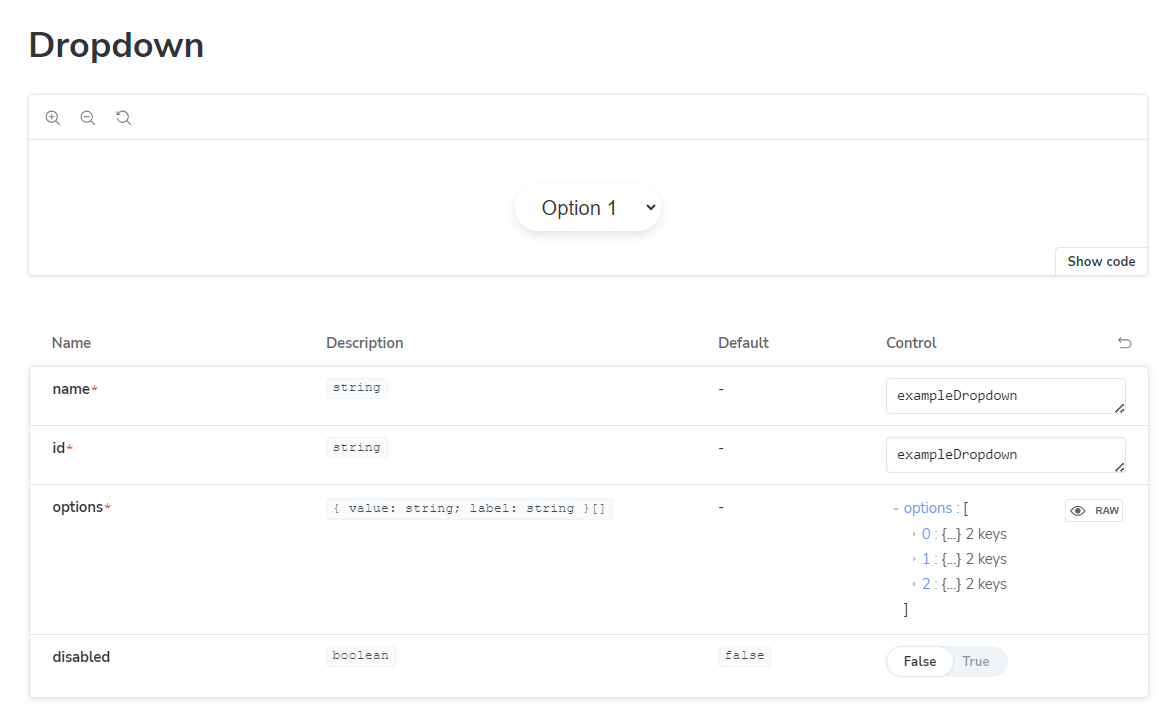 Dropdown
Option 1
Show code
Name Description Default Control
name* string - exampleDropdown
id* string - exampleDropdown
options* { value: string; label: string }[] - options : [ RAW
0 : {...} 2 keys
1 : {...} 2 keys
2 : {...} 2 keys
]
disabled boolean false False True